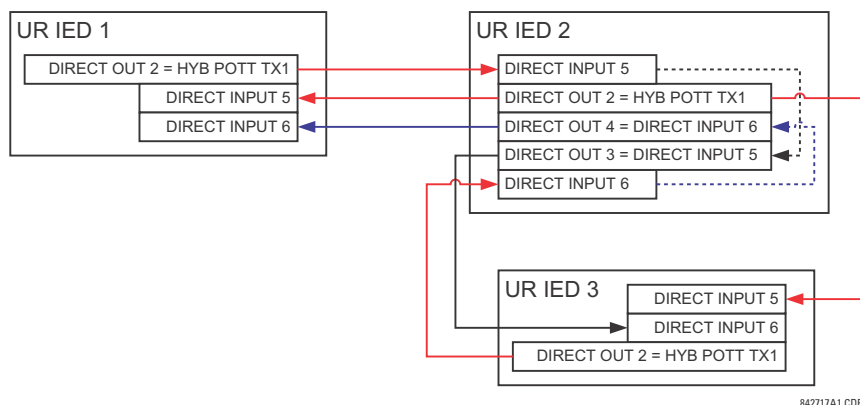 UR IED 1
DIRECT OUT 2 = HYB POTT TX1
DIRECT INPUT 5
DIRECT INPUT 6
UR IED 2
DIRECT INPUT 5
DIRECT OUT 2 = HYB POTT TX1
DIRECT OUT 4 = DIRECT INPUT 6
DIRECT OUT 3 = DIRECT INPUT 5
DIRECT INPUT 6
UR IED 3
DIRECT INPUT 5
DIRECT INPUT 6
DIRECT OUT 2 = HYB POTT TX1